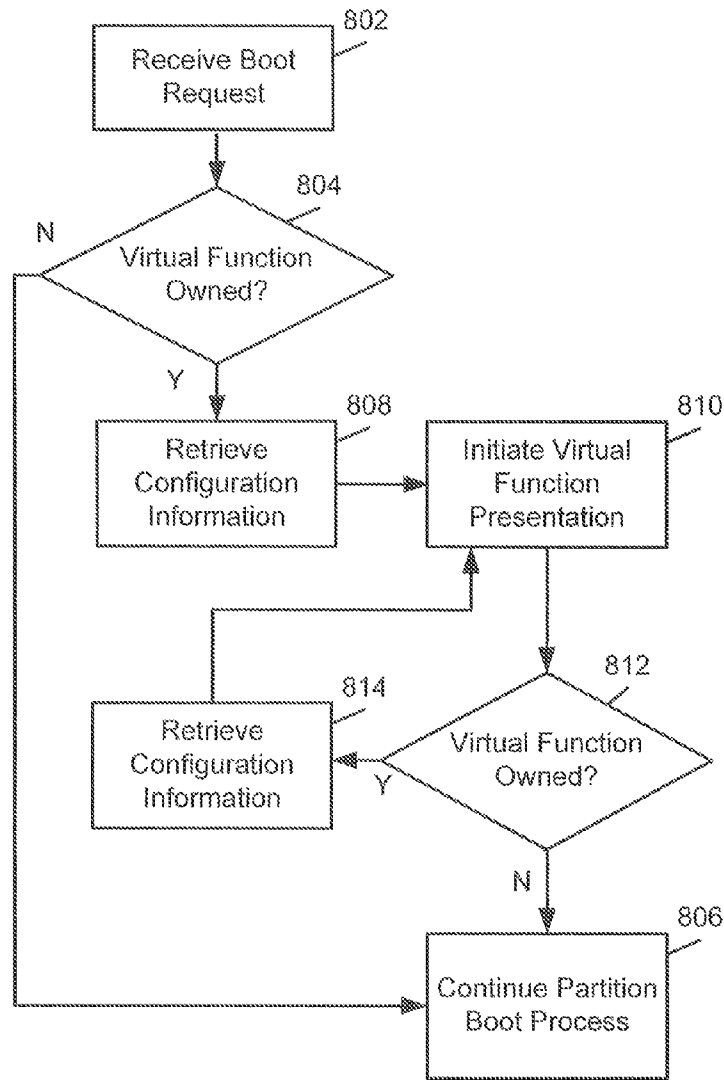 802
Receive Boot
Request
804
N
Virtual Function
Owned?
Y
808
Retrieve
Configuration
Information
810
Initiate Virtual
Function
Presentation
812
Virtual Function
Owned?
814
Retrieve
Configuration
Information
Y
N
806
Continue Partition
Boot Process